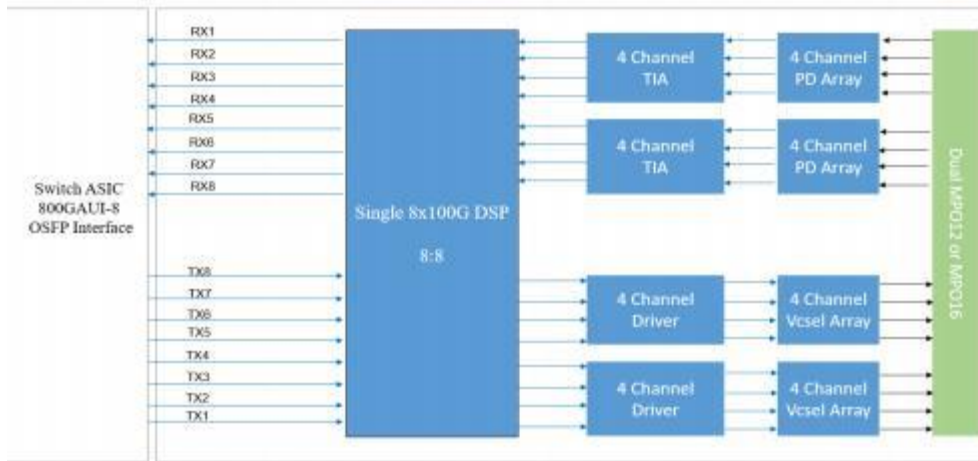 RX1
RX2
RX3
RX4
RX5
RX6
RX7
RX8
Switch ASIC
800GAUI-8
OSFP Interface
TX8
TX7
TX6
TX5
TX4
TX3
TX2
TX1
Single 8x100G DSP
8:8
4 Channel
TIA
4 Channel
PD Array
4 Channel
TIA
4 Channel
PD Array
4 Channel
Driver
4 Channel
Vcsel Array
4 Channel
Driver
4 Channel
Vcsel Array
Dual MPO12 or MPO16